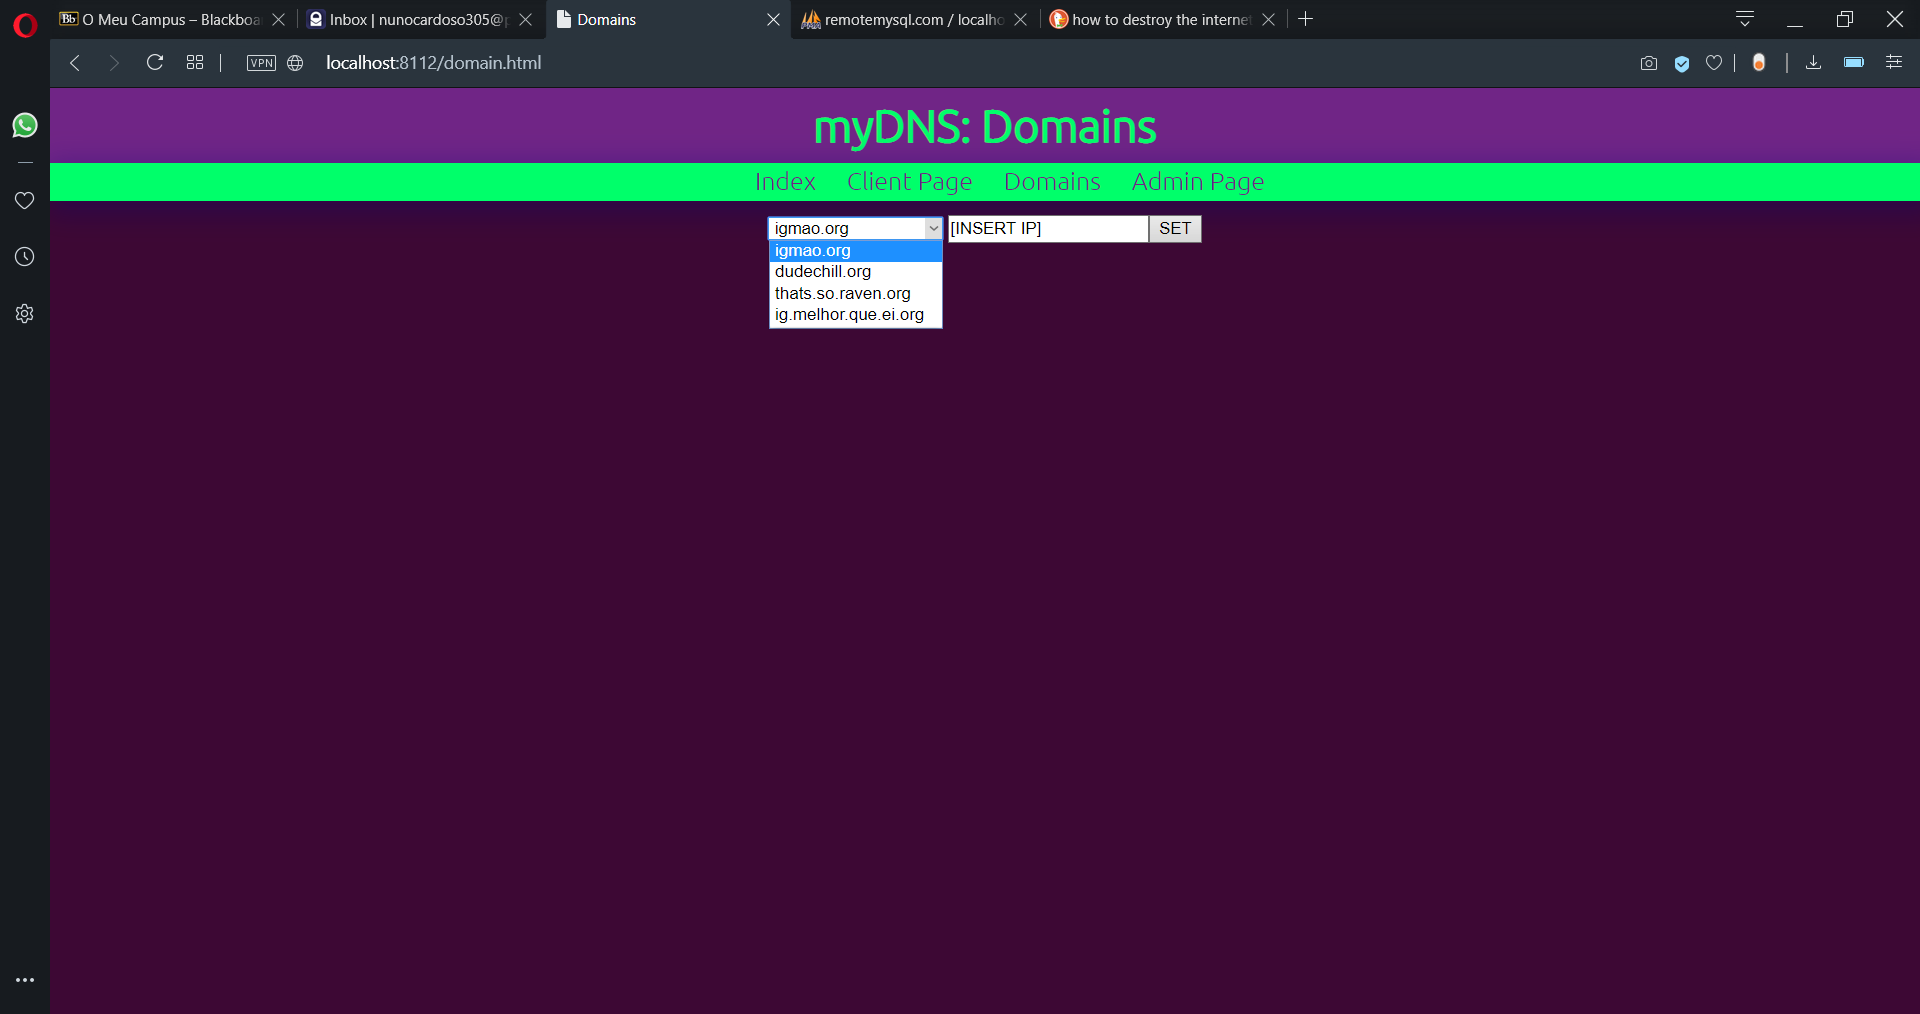 Bb O Meu Campus – Blackboa
Inbox | nunocardoso305@p
Domains
remotemysql.com / localho
how to destroy the internet
VPN
localhost:8112/domain.html
myDNS: Domains
Index Client Page Domains Admin Page
igmao.org [INSERT IP] SET
igmao.org
dudechill.org
thats.so.raven.org
ig.melhor.que.ei.org